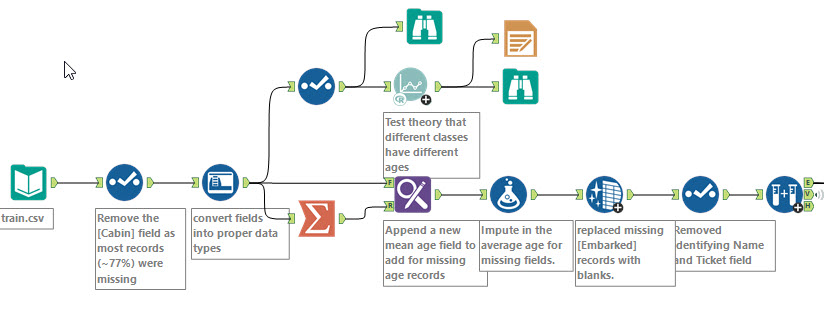 Test theory that
different classes
have different
ages
train.csv
Remove the
[Cabin] field as
most records
(~77%) were
missing
convert fields
into proper data
types
F
R
Append a new
mean age field to
add for missing
age records
Impute in the
average age for
missing fields.
replaced missing
[Embarked]
records with
blanks.
Removed
identifying Name
and Ticket field
E
V
H
R